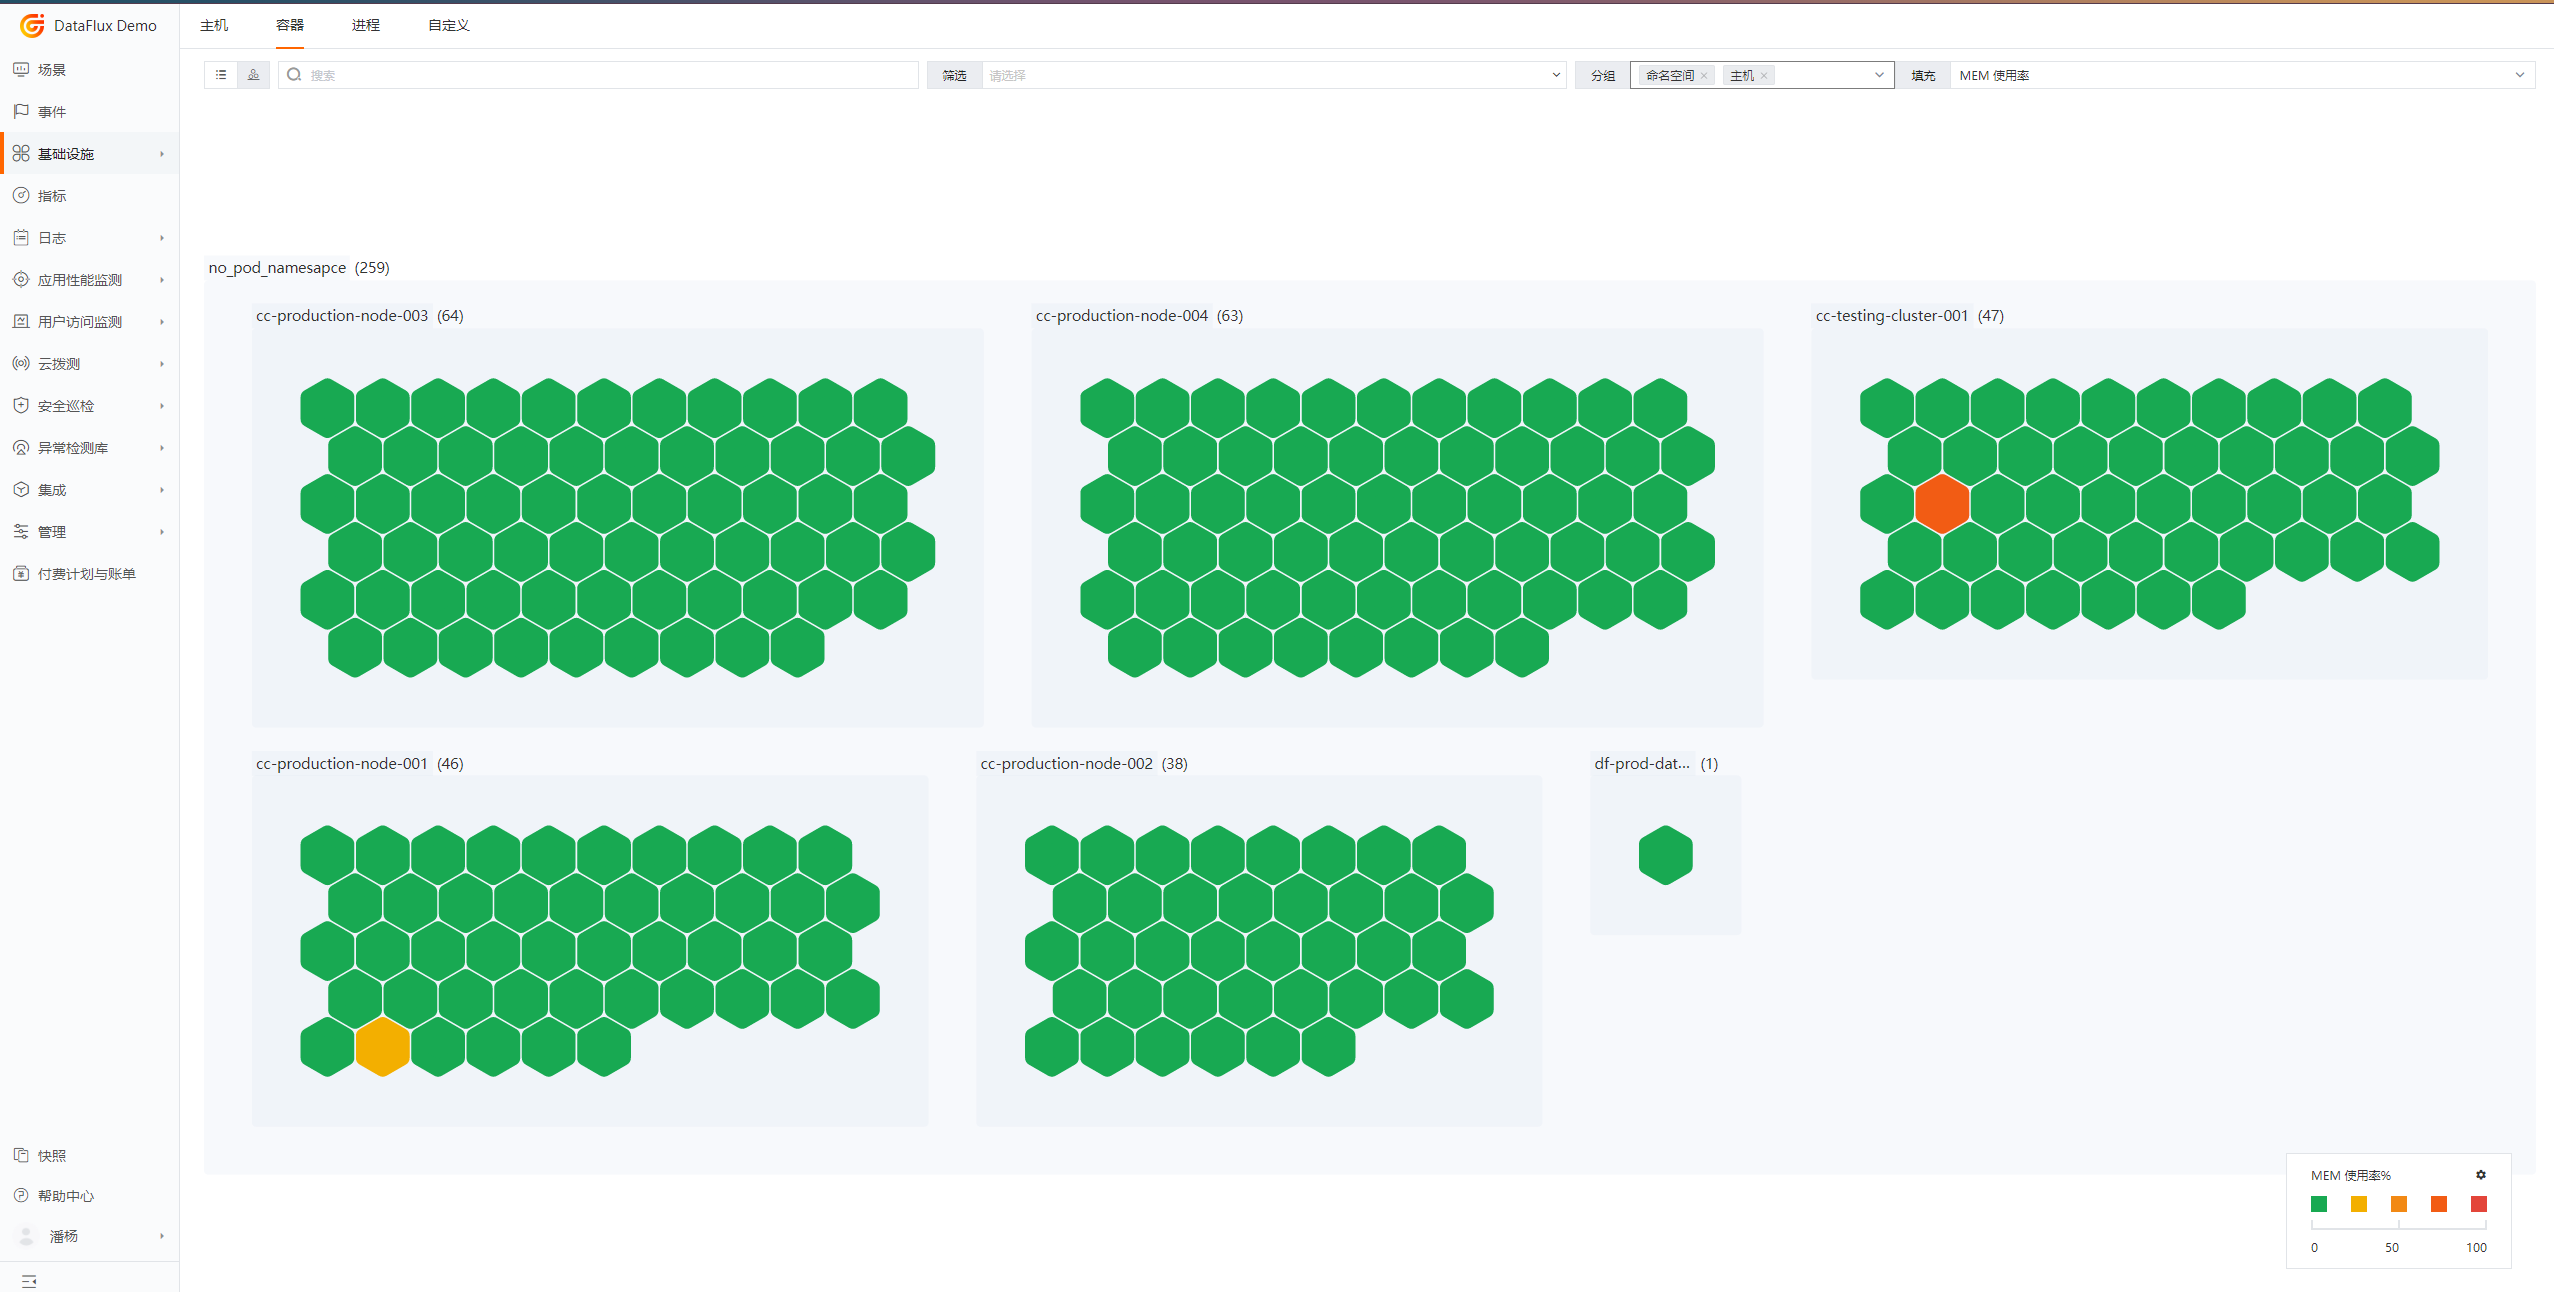 DataFlux Demo
主机 容器 进程 自定义
场景
事件
基础设施
指标
日志
应用性能监测
用户访问监测
云拨测
安全巡检
异常检测库
集成
管理
付费计划与账单
快照
帮助中心
潘杨
搜索
筛选 请选择
分组 命名空间 × 主机 ×
填充 MEM 使用率
no_pod_namesapce (259)
cc-production-node-003 (64)
cc-production-node-004 (63)
cc-testing-cluster-001 (47)
cc-production-node-001 (46)
cc-production-node-002 (38)
df-prod-dat... (1)
MEM 使用率%
0 50 100